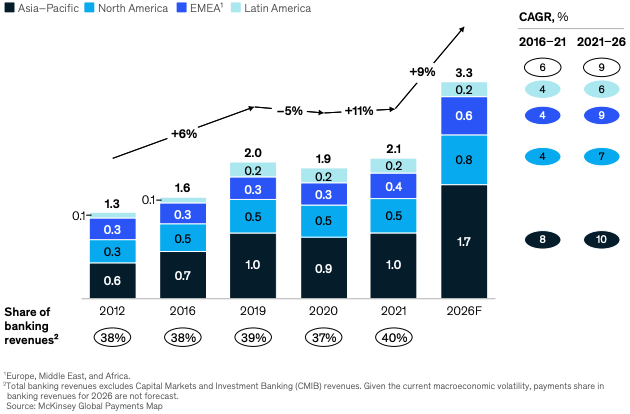 Asia–Pacific North America EMEA¹ Latin America
CAGR, %
2016–21 2021–26
6 9
4 6
4 9
4 7
8 10
+6% –5% +11% +9%
1.3 1.6 2.0 1.9 2.1 3.3
0.1 0.1 0.2 0.2 0.2 0.2
0.3 0.3 0.3 0.3 0.4 0.6
0.3 0.5 0.5 0.5 0.5 0.8
0.6 0.7 1.0 0.9 1.0 1.7
2012 2016 2019 2020 2021 2026F
Share of
banking
revenues²
38% 38% 39% 37% 40%
¹Europe, Middle East, and Africa.
²Total banking revenues excludes Capital Markets and Investment Banking (CMIB) revenues. Given the current macroeconomic volatility, payments share in
banking revenues for 2026 are not forecast.
Source: McKinsey Global Payments Map